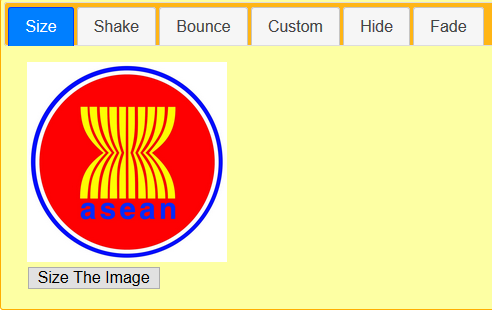 Size Shake Bounce Custom Hide Fade
asean
Size The Image